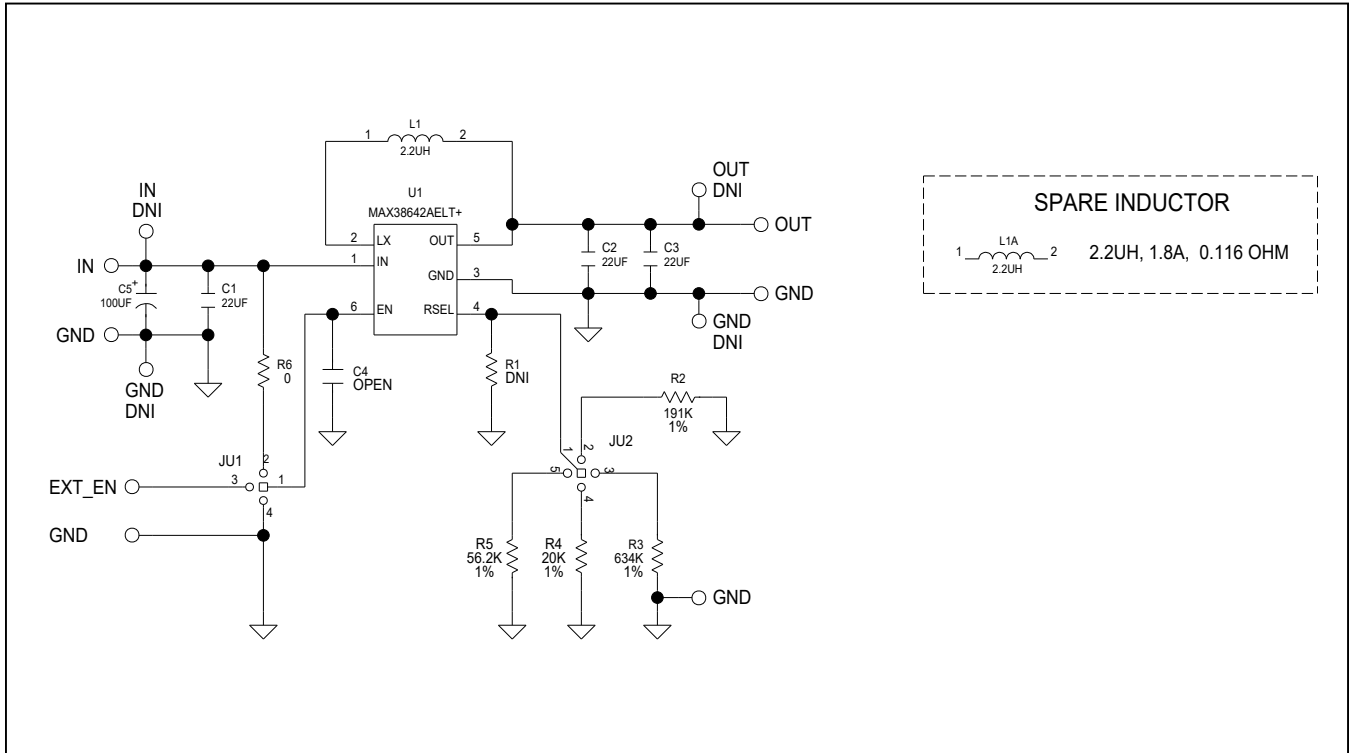 L1
1 2
2.2UH
U1
MAX38642AELT+
2 LX
1 IN
6 EN
OUT 5
GND 3
RSEL 4
IN
DNI
IN
C5 +
100UF
C1
22UF
GND
GND
DNI
R6
0
C4
OPEN
JU1
2
3
1
4
EXT_EN
GND
OUT
DNI
OUT
C2
22UF
C3
22UF
GND
GND
DNI
R1
DNI
R2
191K
1%
JU2
1
2
5
3
4
R5
56.2K
1%
R4
20K
1%
R3
634K
1%
GND
SPARE INDUCTOR
L1A
1 2
2.2UH
2.2UH, 1.8A, 0.116 OHM